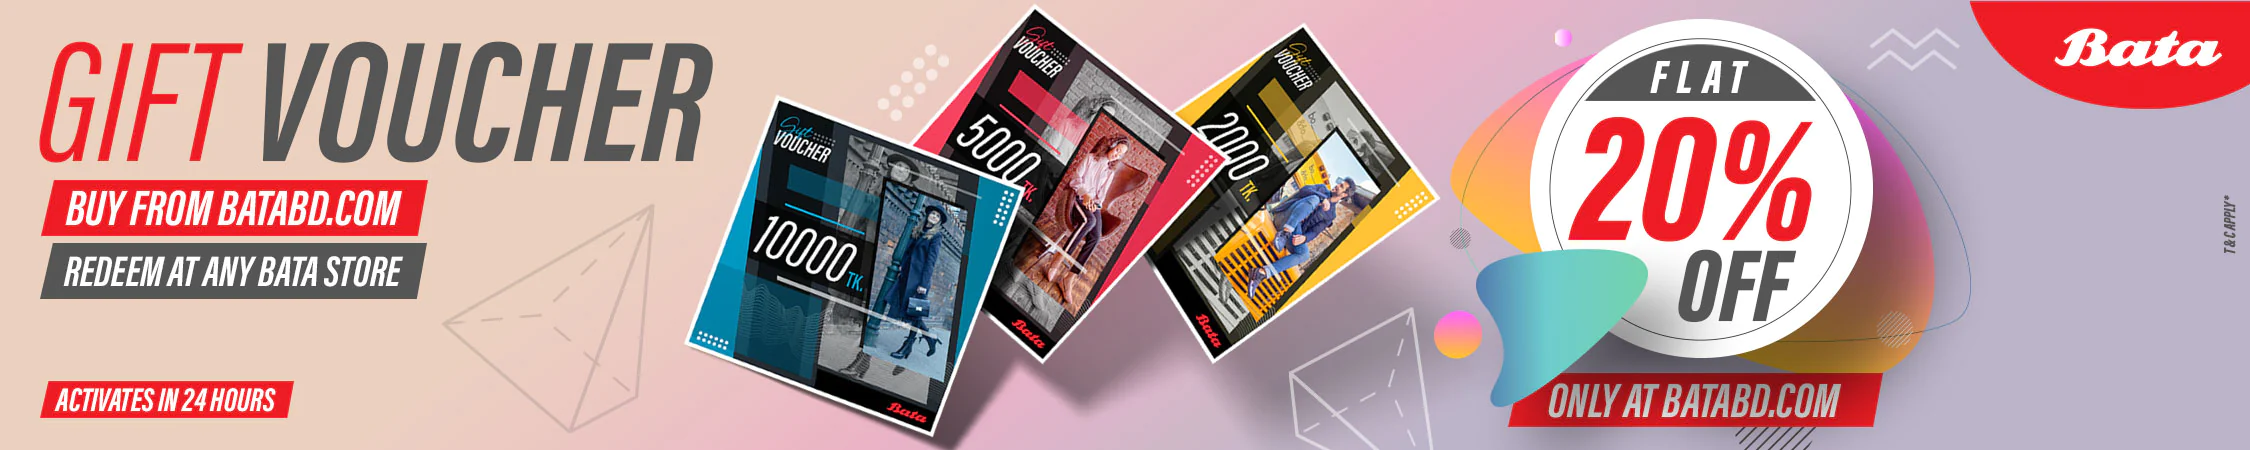 GIFT VOUCHER
BUY FROM BATABD.COM
REDEEM AT ANY BATA STORE
ACTIVATES IN 24 HOURS
Gift
VOUCHER
10000 TK.
Bata
Gift
VOUCHER
5000 TK.
Bata
Gift
VOUCHER
2000 TK.
Bata
FLAT
20%
OFF
ONLY AT BATABD.COM
Bata
T & C APPLY*